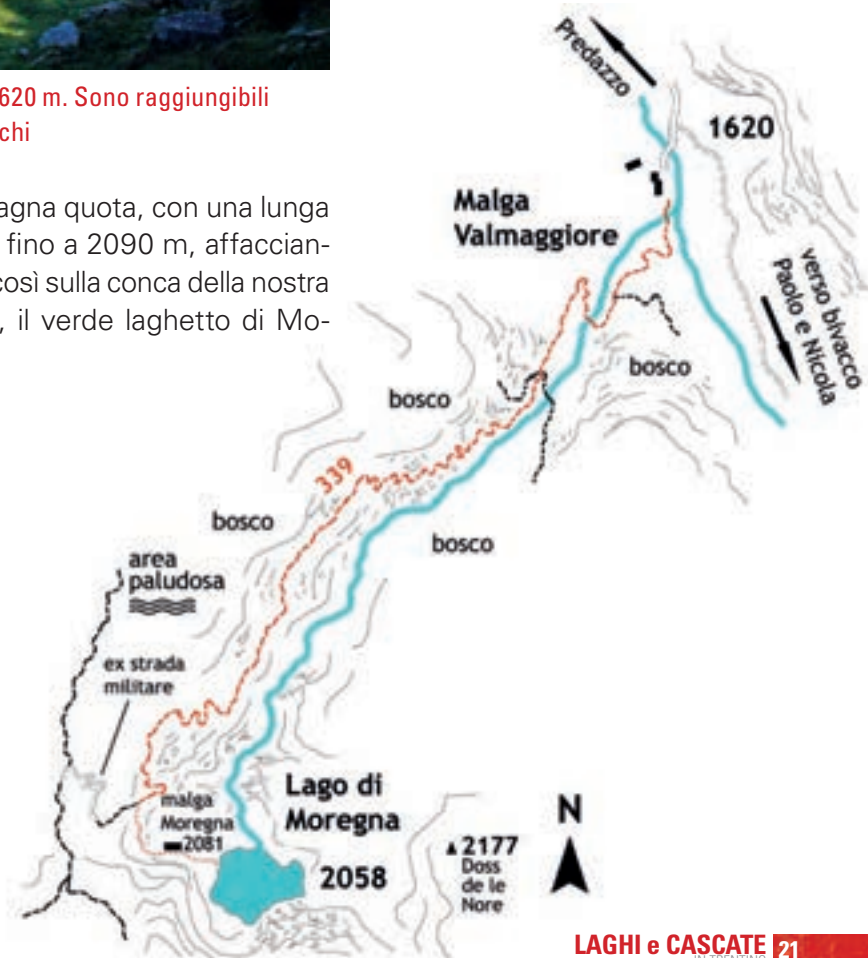 620 m. Sono raggiungibili
chi
agna quota, con una lunga
fino a 2090 m, affaccian-
così sulla conca della nostra
, il verde laghetto di Mo-
Predazzo
1620
Malga
Valmaggiore
verso bivacco
Paolo e Nicola
bosco
bosco
339
bosco
bosco
area
paludosa
ex strada
militare
malga
Moregna
2081
Lago di
Moregna
2058
2177
Doss
de le
Nore
N
LAGHI e CASCATE 21
IN TRENTINO